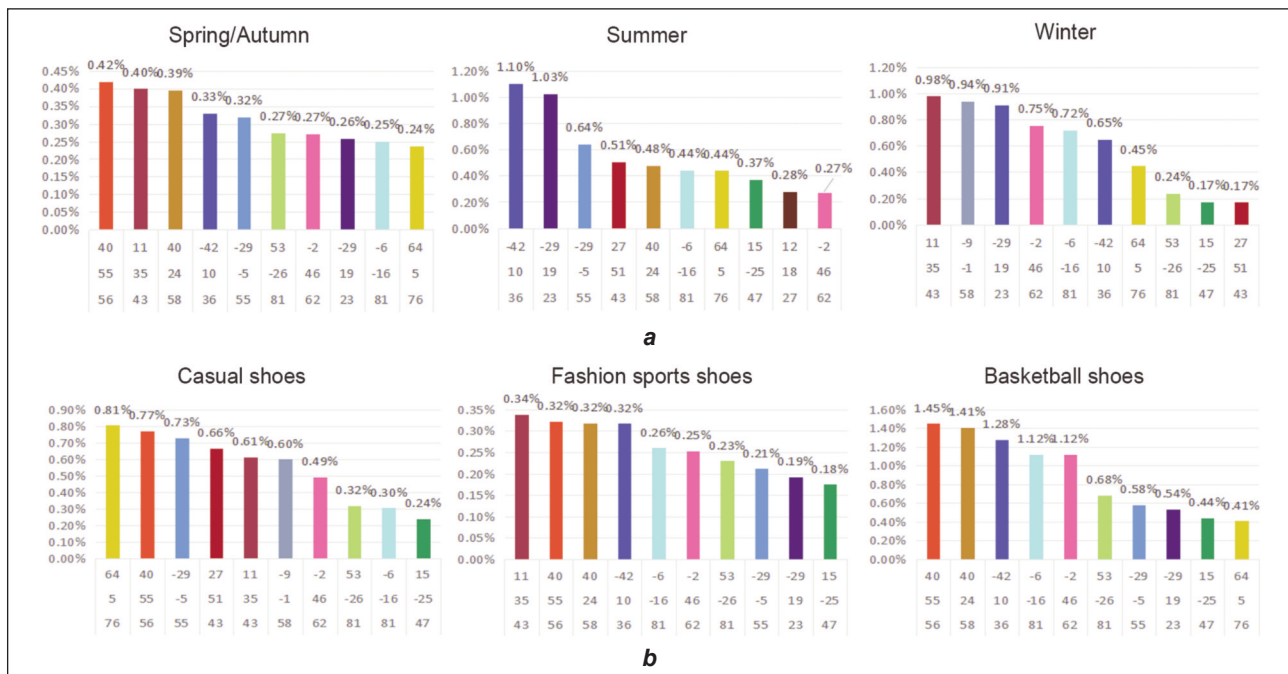 Spring/Autumn
0.45%
0.40%
0.35%
0.30%
0.25%
0.20%
0.15%
0.10%
0.05%
0.00%
0.42% 0.40% 0.39% 0.33% 0.32% 0.27% 0.27% 0.26% 0.25% 0.24%
40 11 40 -42 -29 53 -2 -29 -6 64
55 35 24 10 -5 -26 46 19 -16 5
56 43 58 36 55 81 62 23 81 76
Summer
1.20%
1.00%
0.80%
0.60%
0.40%
0.20%
0.00%
1.10% 1.03% 0.64% 0.51% 0.48% 0.44% 0.44% 0.37% 0.28% 0.27%
-42 -29 -29 27 40 -6 64 15 12 -2
10 19 -5 51 24 -16 5 -25 18 46
36 23 55 43 58 81 76 47 27 62
Winter
1.20%
1.00%
0.80%
0.60%
0.40%
0.20%
0.00%
0.98% 0.94% 0.91% 0.75% 0.72% 0.65% 0.45% 0.24% 0.17% 0.17%
11 -9 -29 -2 -6 -42 64 53 15 27
35 -1 19 46 -16 10 5 -26 -25 51
43 58 23 62 81 36 76 81 47 43
a
Casual shoes
0.90%
0.80%
0.70%
0.60%
0.50%
0.40%
0.30%
0.20%
0.10%
0.00%
0.81% 0.77% 0.73% 0.66% 0.61% 0.60% 0.49% 0.32% 0.30% 0.24%
64 40 -29 27 11 -9 -2 53 -6 15
5 55 -5 51 35 -1 46 -26 -16 -25
76 56 55 43 43 58 62 81 81 47
Fashion sports shoes
0.35%
0.30%
0.25%
0.20%
0.15%
0.10%
0.05%
0.00%
0.34% 0.32% 0.32% 0.32% 0.26% 0.25% 0.23% 0.21% 0.19% 0.18%
11 40 40 -42 -6 -2 53 -29 -29 15
35 55 24 10 -16 46 -26 -5 19 -25
43 56 58 36 81 62 81 55 23 47
Basketball shoes
1.60%
1.40%
1.20%
1.00%
0.80%
0.60%
0.40%
0.20%
0.00%
1.45% 1.41% 1.28% 1.12% 1.12% 0.68% 0.58% 0.54% 0.44% 0.41%
40 40 -42 -6 -2 53 -29 -29 15 64
55 24 10 -16 46 -26 -5 19 -25 5
56 58 36 81 62 81 55 23 47 76
b